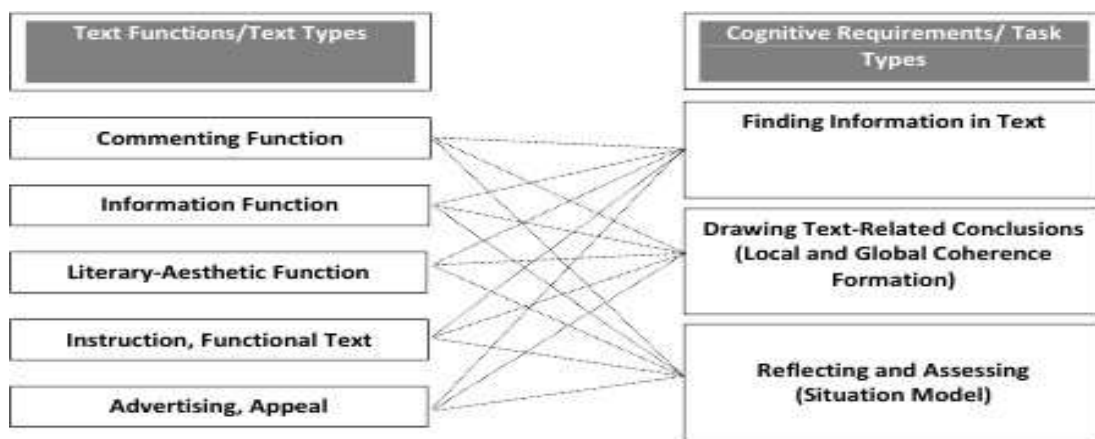 Text Functions/Text Types
Cognitive Requirements/ Task
Types
Commenting Function
Information Function
Literary-Aesthetic Function
Instruction, Functional Text
Advertising, Appeal
Finding Information in Text
Drawing Text-Related Conclusions
(Local and Global Coherence
Formation)
Reflecting and Assessing
(Situation Model)